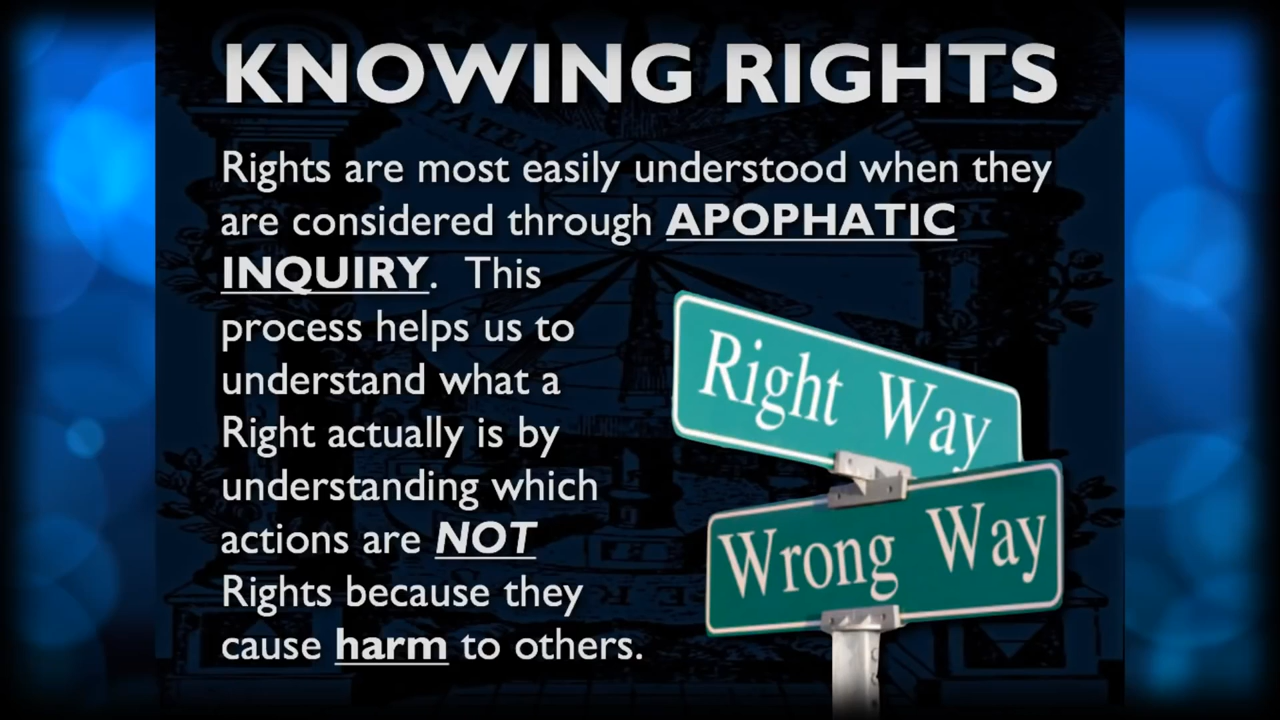 KNOWING RIGHTS
Rights are most easily understood when they
are considered through APOPHATIC
INQUIRY.  This
process helps us to
understand what a
Right actually is by
understanding which
actions are NOT
Rights because they
cause harm to others.
Right Way
Wrong Way